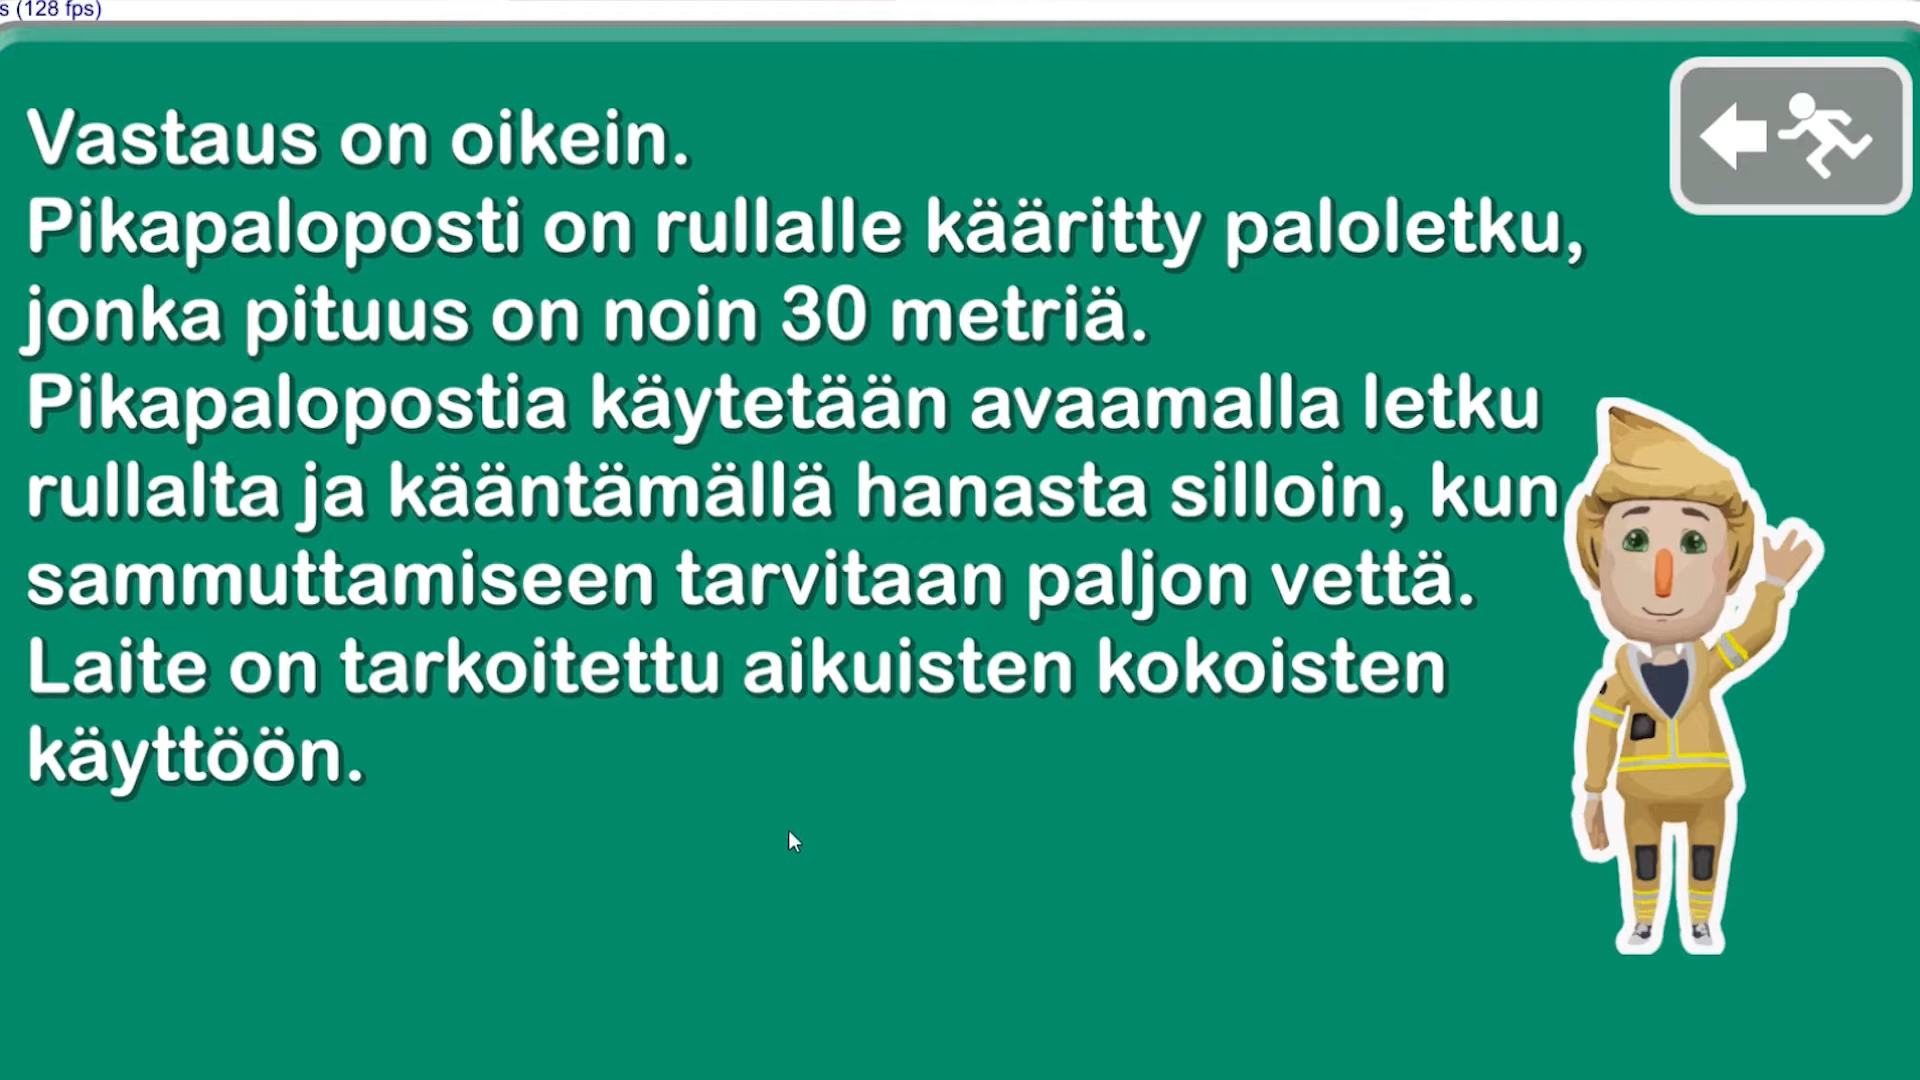 s (128 fps)
Vastaus on oikein.
Pikapaloposti on rullalle kääritty paloletku,
jonka pituus on noin 30 metriä.
Pikapalopostia käytetään avaamalla letku
rullalta ja kääntämällä hanasta silloin, kun
sammuttamiseen tarvitaan paljon vettä.
Laite on tarkoitettu aikuisten kokoisten
käyttöön.